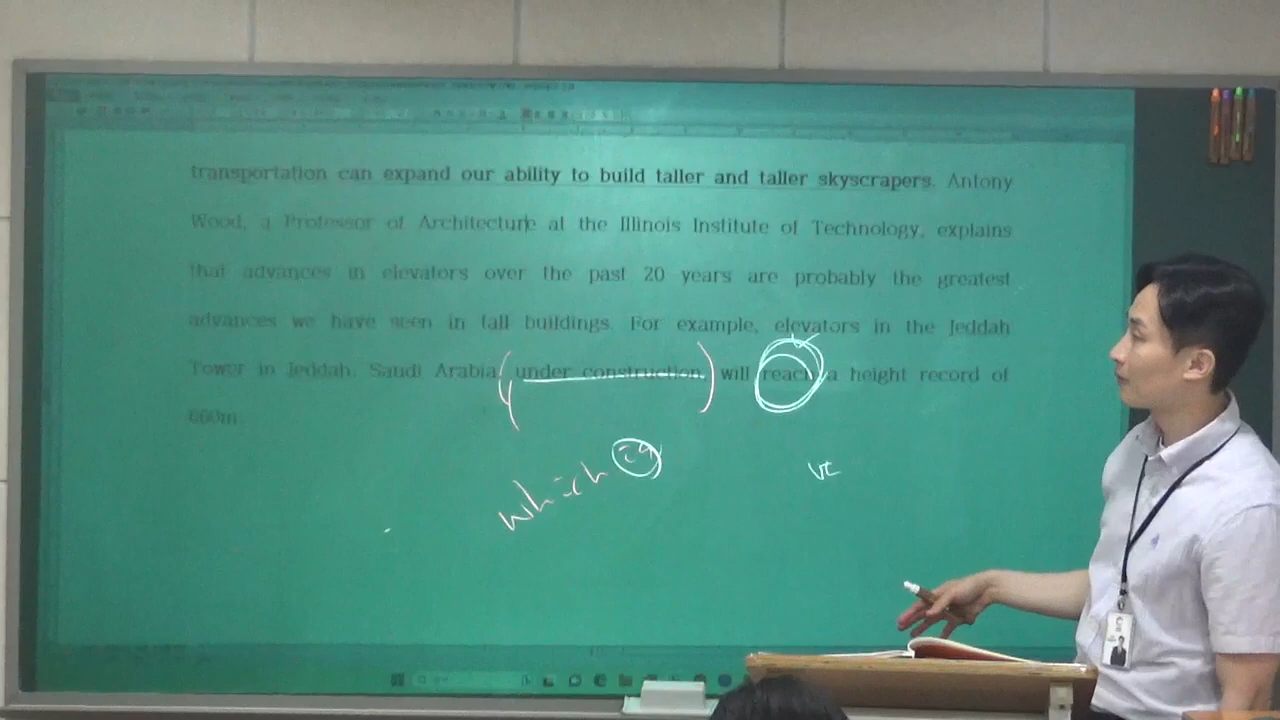 transportation can expand our ability to build taller and taller skyscrapers. Antony
Wood, a Professor of Architecture at the Illinois Institute of Technology, explains
that advances in elevators over the past 20 years are probably the greatest
advances we have seen in tall buildings. For example, elevators in the Jeddah
Tower in Jeddah, Saudi Arabia, under construction, will reach a height record of
660m.
which
vt